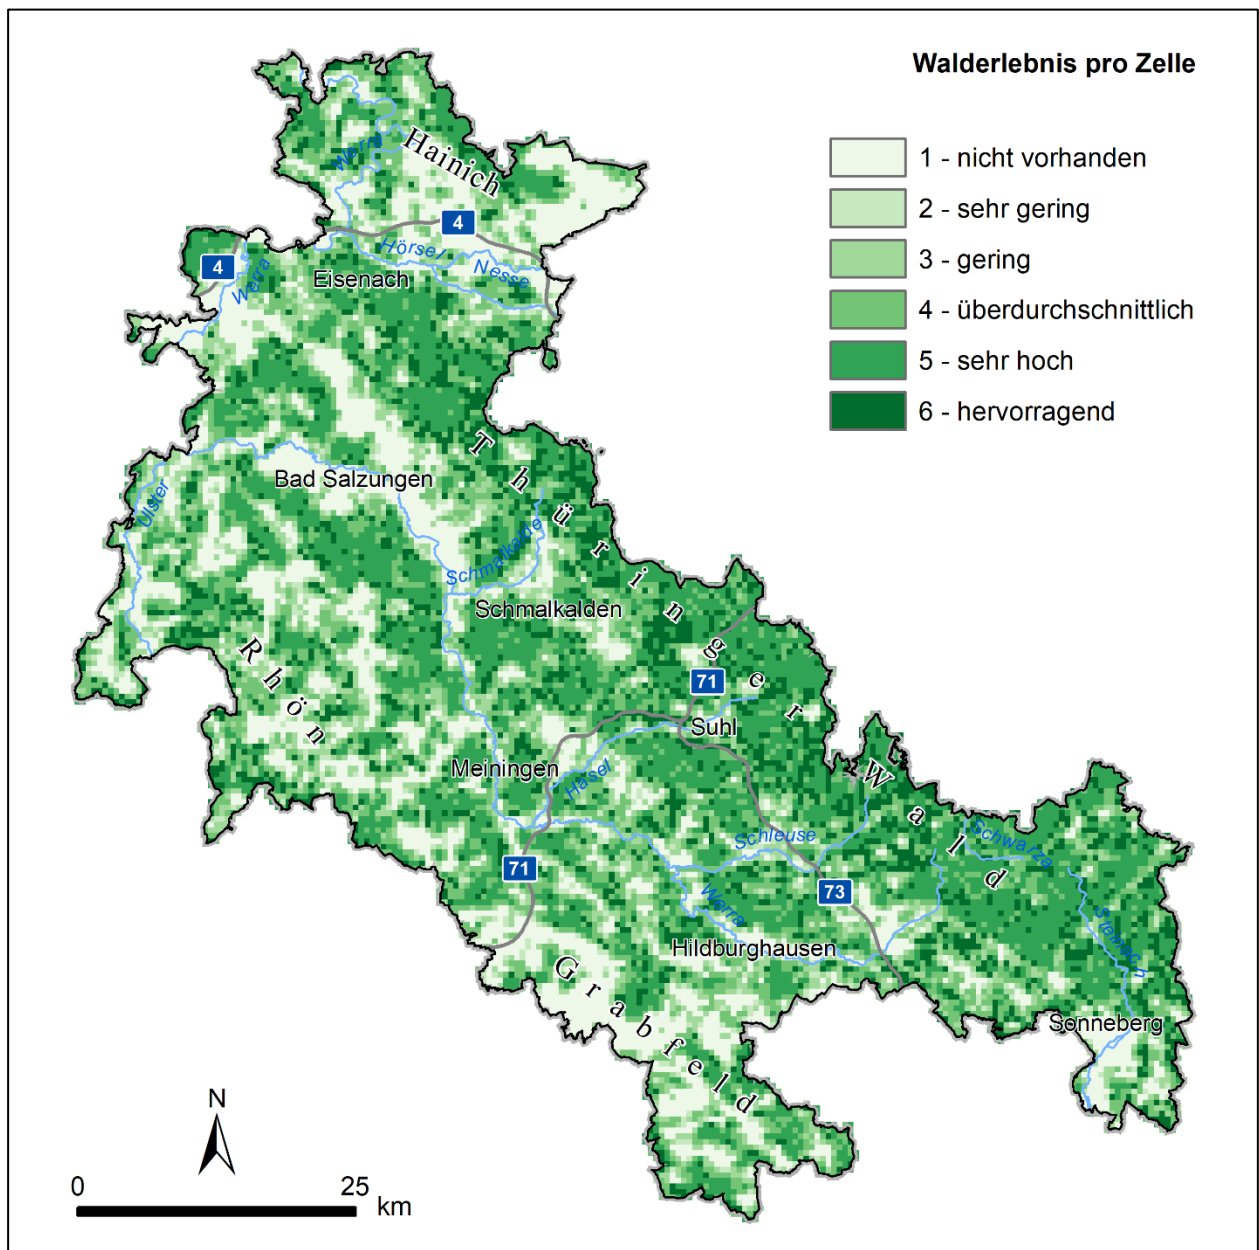 Walderlebnis pro Zelle
1 - nicht vorhanden
2 - sehr gering
3 - gering
4 - überdurchschnittlich
5 - sehr hoch
6 - hervorragend
Werra
Hainich
4
Hörsel
Nesse
4
Werra
Eisenach
Thüringer Wald
Bad Salzungen
Ulster
Schmalkalde
Schmalkalden
Rhön
71
Suhl
Meiningen
Hasel
Schleuse
Schwarza
71
73
Werra
Steinach
Hildburghausen
Grabfeld
Sonneberg
N
0 25
km